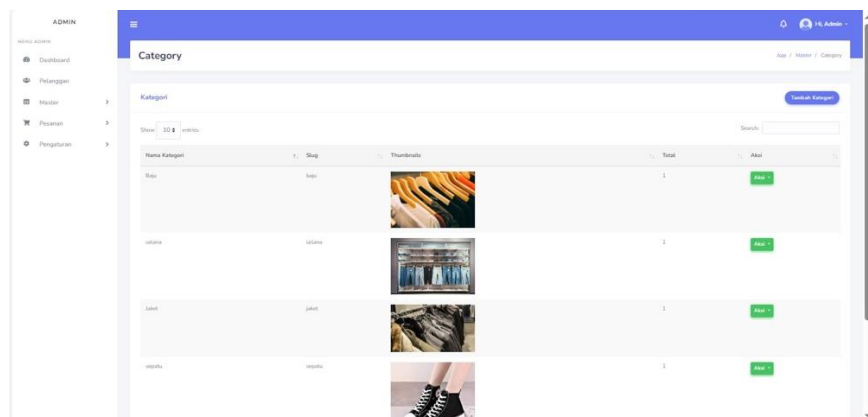 ADMIN
MENU ADMIN
Dashboard
Pelanggan
Master
Pesanan
Pengaturan
Hi, Admin
Category
App / Master / Category
Kategori
Tambah Kategori
Show 10 entries
Search:
Nama Kategori Slug Thumbnails Total Aksi
Baju baju 1 Aksi
celana celana 1 Aksi
Jaket jaket 1 Aksi
sepatu sepatu 1 Aksi